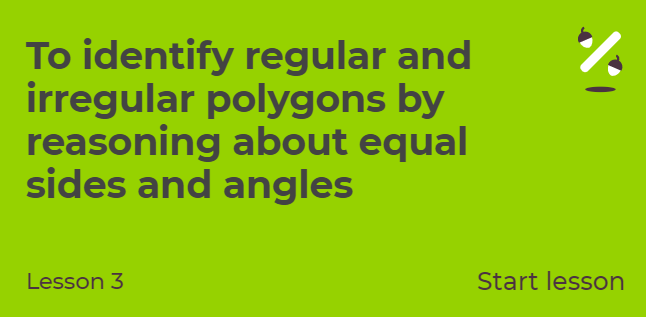 To identify regular and
irregular polygons by
reasoning about equal
sides and angles
Lesson 3
Start lesson